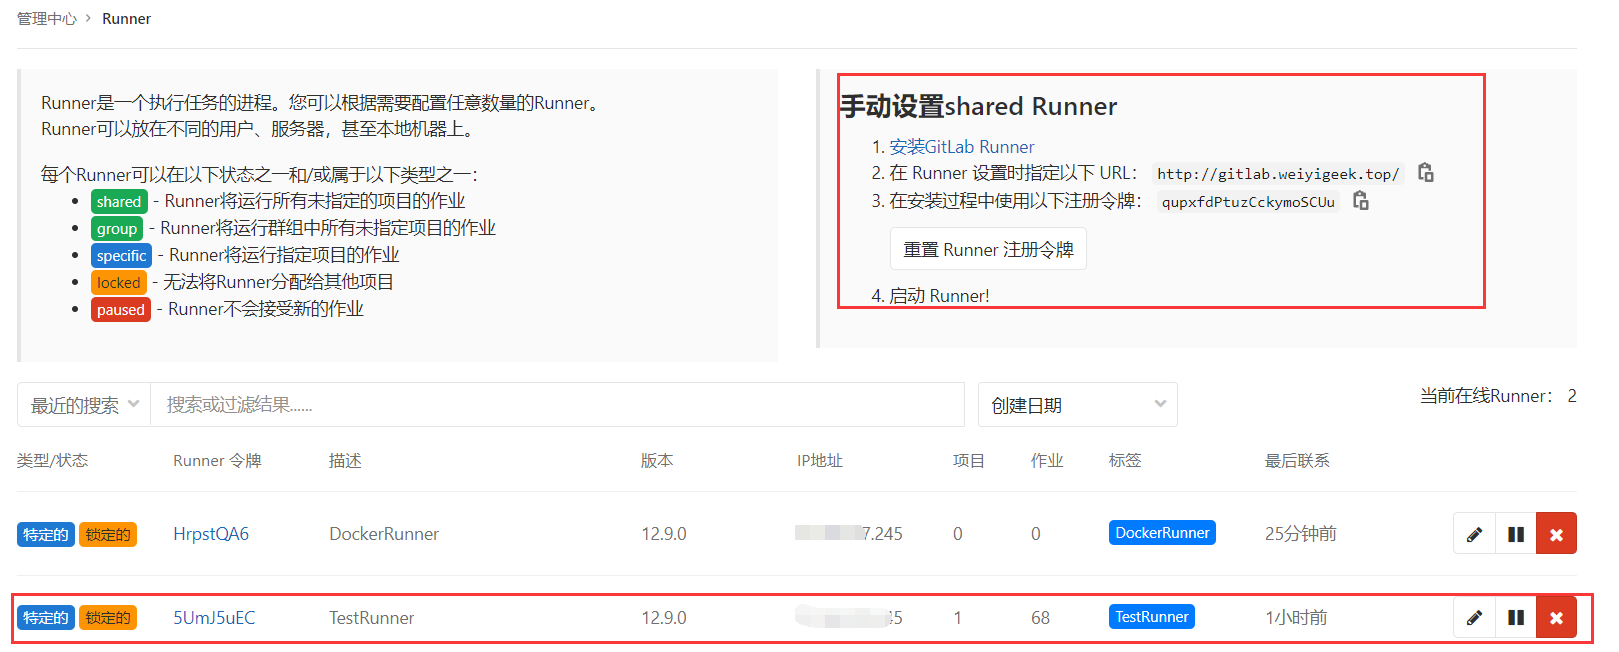 管理中心 › Runner
Runner是一个执行任务的进程。您可以根据需要配置任意数量的Runner。
Runner可以放在不同的用户、服务器，甚至本地机器上。
每个Runner可以在以下状态之一和/或属于以下类型之一：
shared - Runner将运行所有未指定的项目的作业
group - Runner将运行群组中所有未指定项目的作业
specific - Runner将运行指定项目的作业
locked - 无法将Runner分配给其他项目
paused - Runner不会接受新的作业
手动设置shared Runner
1. 安装GitLab Runner
2. 在 Runner 设置时指定以下 URL： http://gitlab.weiyigeek.top/
3. 在安装过程中使用以下注册令牌： qupxfdPtuzCckymoSCUu
重置 Runner 注册令牌
4. 启动 Runner!
最近的搜索 搜索或过滤结果...... 创建日期 当前在线Runner： 2
类型/状态 Runner 令牌 描述 版本 IP地址 项目 作业 标签 最后联系
特定的 锁定的 HrpstQA6 DockerRunner 12.9.0 7.245 0 0 DockerRunner 25分钟前
特定的 锁定的 5UmJ5uEC TestRunner 12.9.0 45 1 68 TestRunner 1小时前